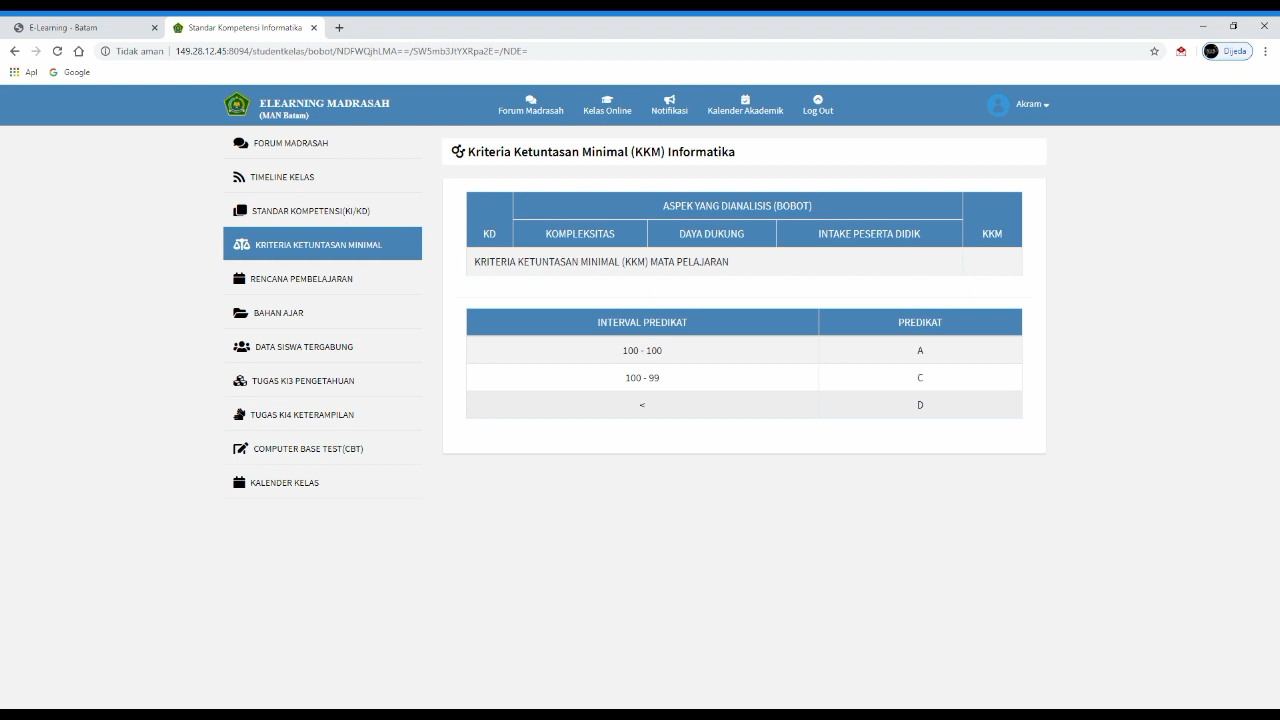 E-Learning - Batam
Standar Kompetensi Informatika
Tidak aman
149.28.12.45:8094/studentkelas/bobot/NDFWQjhLMA==/SW5mb3JtYXRpa2E=/NDE=
Dijeda
Apl
Google
ELEARNING MADRASAH
(MAN Batam)
Forum Madrasah
Kelas Online
Notifikasi
Kalender Akademik
Log Out
Akram
FORUM MADRASAH
TIMELINE KELAS
STANDAR KOMPETENSI(KI/KD)
KRITERIA KETUNTASAN MINIMAL
RENCANA PEMBELAJARAN
BAHAN AJAR
DATA SISWA TERGABUNG
TUGAS KI3 PENGETAHUAN
TUGAS KI4 KETERAMPILAN
COMPUTER BASE TEST(CBT)
KALENDER KELAS
Kriteria Ketuntasan Minimal (KKM) Informatika
ASPEK YANG DIANALISIS (BOBOT)
KD KOMPLEKSITAS DAYA DUKUNG INTAKE PESERTA DIDIK KKM
KRITERIA KETUNTASAN MINIMAL (KKM) MATA PELAJARAN
INTERVAL PREDIKAT PREDIKAT
100 - 100 A
100 - 99 C
< D